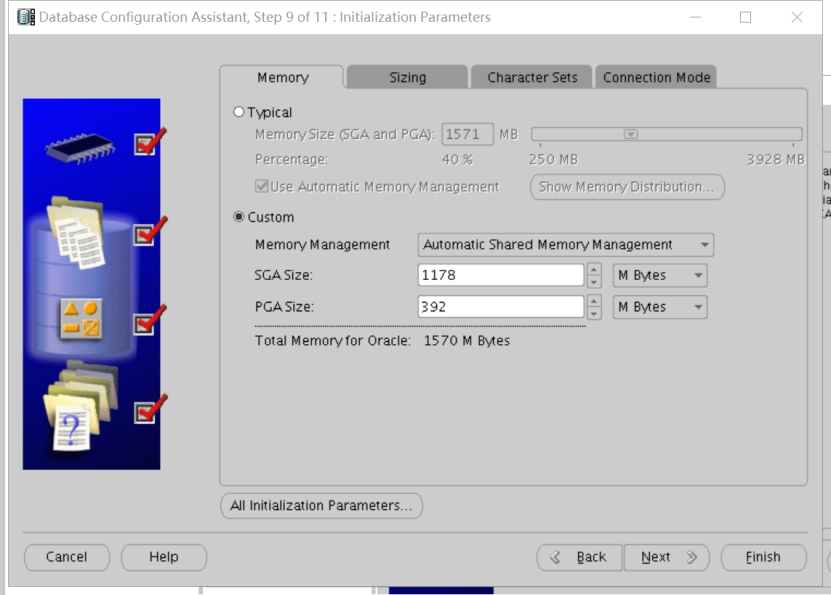 Database Configuration Assistant, Step 9 of 11 : Initialization Parameters
Memory Sizing Character Sets Connection Mode
Typical
Memory Size (SGA and PGA): 1571 MB
Percentage: 40 % 250 MB 3928 MB
Use Automatic Memory Management Show Memory Distribution...
Custom
Memory Management Automatic Shared Memory Management
SGA Size: 1178 M Bytes
PGA Size: 392 M Bytes
Total Memory for Oracle: 1570 M Bytes
?
All Initialization Parameters...
Cancel Help Back Next Finish